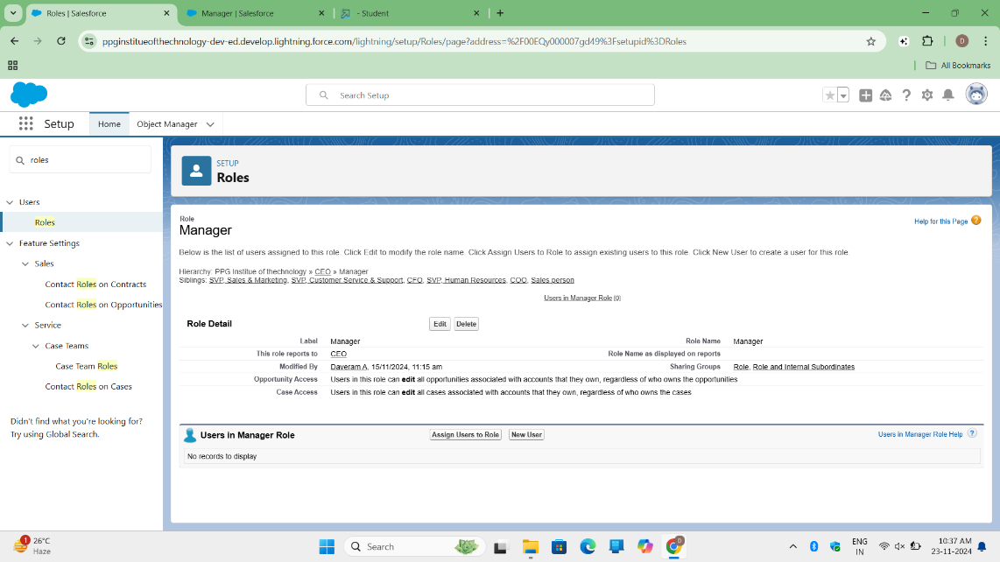 Roles | Salesforce
Manager | Salesforce
- Student
ppginstitueofthechnology-dev-ed.develop.lightning.force.com/lightning/setup/Roles/page?address=%2F00EQy000007gd49%3Fsetupid%3DRoles
D
All Bookmarks
Search Setup
Setup
Home
Object Manager
roles
Users
Roles
Feature Settings
Sales
Contact Roles on Contracts
Contact Roles on Opportunities
Service
Case Teams
Case Team Roles
Contact Roles on Cases
Didn't find what you're looking for?
Try using Global Search.
SETUP
Roles
Role
Manager
Help for this Page
Below is the list of users assigned to this role. Click Edit to modify the role name. Click Assign Users to Role to assign existing users to this role. Click New User to create a user for this role.
Hierarchy: PPG Institue of thechnology » CEO » Manager
Siblings: SVP, Sales & Marketing, SVP, Customer Service & Support, CFO, SVP, Human Resources, COO, Sales person
Users in Manager Role [0]
Role Detail
Edit Delete
Label Manager Role Name Manager
This role reports to CEO Role Name as displayed on reports
Modified By Daveram A, 15/11/2024, 11:15 am Sharing Groups Role, Role and Internal Subordinates
Opportunity Access Users in this role can edit all opportunities associated with accounts that they own, regardless of who owns the opportunities
Case Access Users in this role can edit all cases associated with accounts that they own, regardless of who owns the cases
Users in Manager Role
Assign Users to Role New User
Users in Manager Role Help ?
No records to display
1
26°C
Haze
Search
D
ENG
IN
10:37 AM
23-11-2024